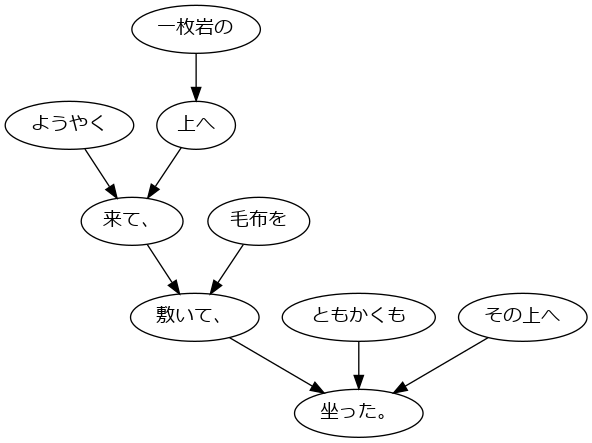 一枚岩の
ようやく
上へ
来て、
毛布を
敷いて、
ともかくも
その上へ
坐った。